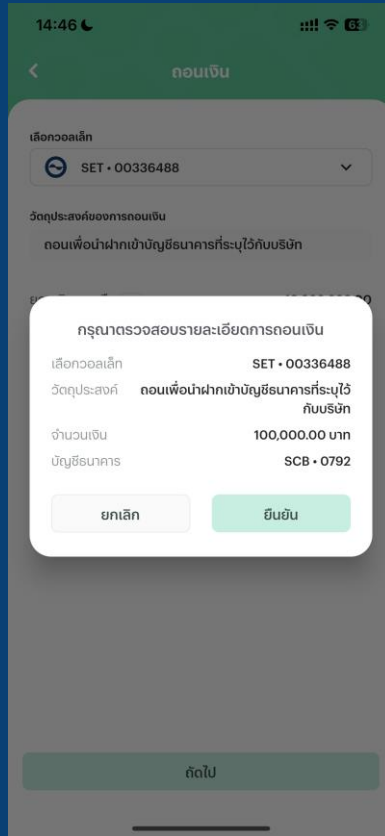 14:46
63
ถอนเงิน
เลือกวอลเล็ท
SET • 00336488
วัตถุประสงค์ของการถอนเงิน
ถอนเพื่อนำฝากเข้าบัญชีธนาคารที่ระบุไว้กับบริษัท
กรุณาตรวจสอบรายละเอียดการถอนเงิน
เลือกวอลเล็ท SET • 00336488
วัตถุประสงค์ ถอนเพื่อนำฝากเข้าบัญชีธนาคารที่ระบุไว้
กับบริษัท
จำนวนเงิน 100,000.00 บาท
บัญชีธนาคาร SCB • 0792
ยกเลิก ยืนยัน
ถัดไป